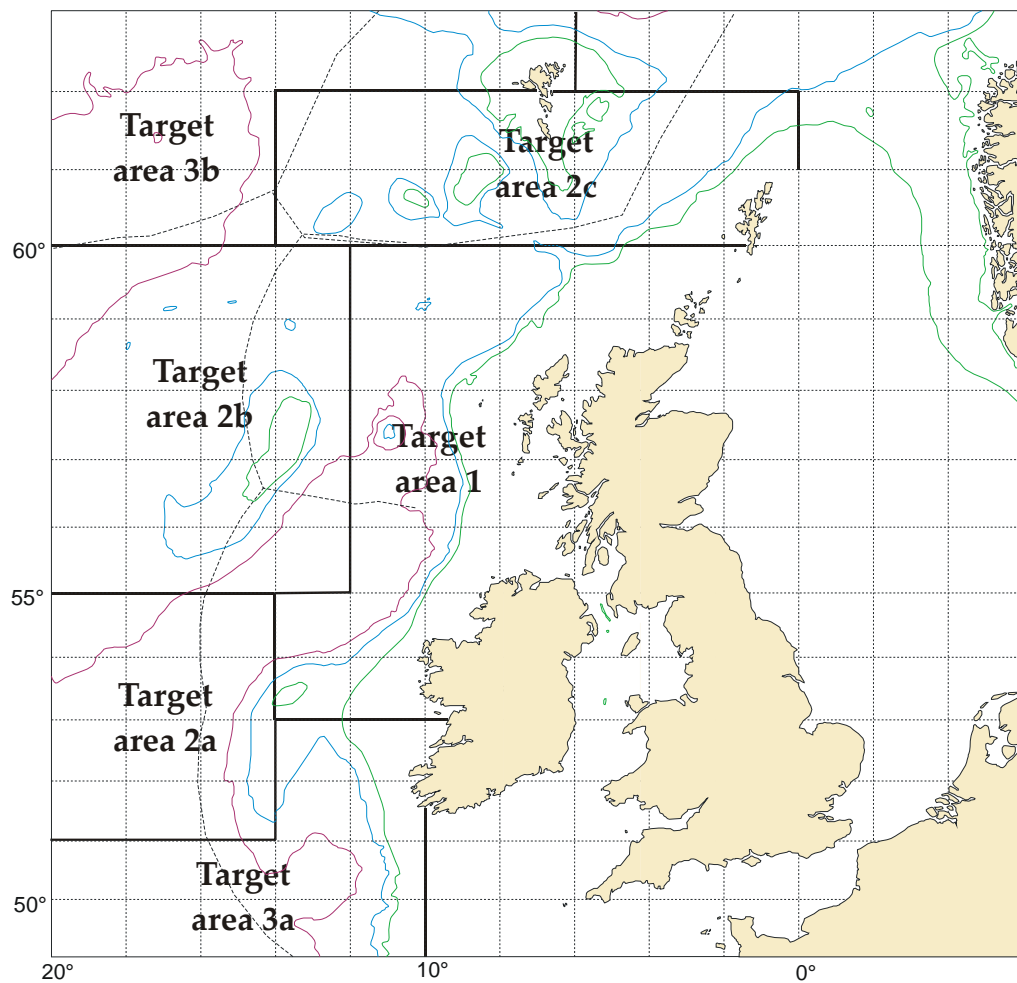 Target
area 3b
Target
area 2c
60°
Target
area 2b
Target
area 1
55°
Target
area 2a
Target
area 3a
50°
20°
10°
0°